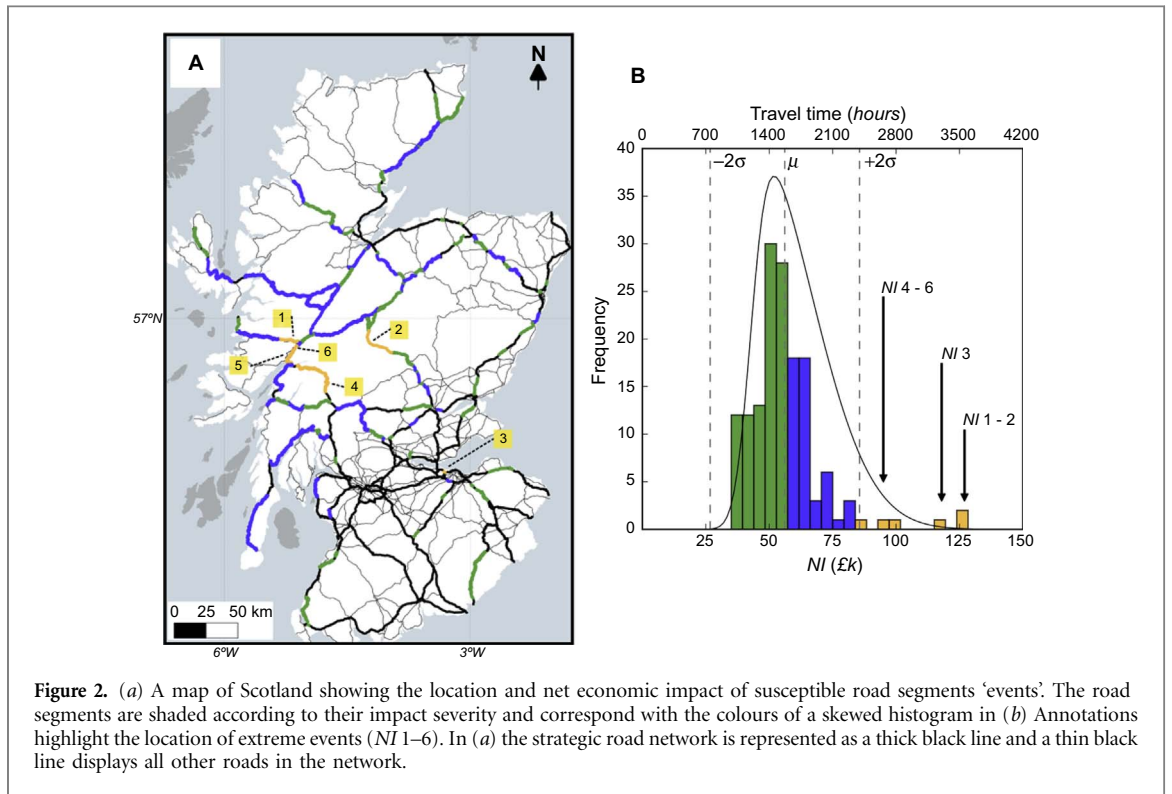 A
N
1
2
57°N
6
5
4
3
0 25 50 km
6°W 3°W
B
Travel time (hours)
0 700 1400 2100 2800 3500 4200
40
35
30
25
20
15
10
5
0
Frequency
−2σ μ +2σ
NI 4 - 6
NI 3
NI 1 - 2
25 50 75 100 125 150
NI (£k)
Figure 2. (a) A map of Scotland showing the location and net economic impact of susceptible road segments ‘events’. The road
segments are shaded according to their impact severity and correspond with the colours of a skewed histogram in (b) Annotations
highlight the location of extreme events (NI 1–6). In (a) the strategic road network is represented as a thick black line and a thin black
line displays all other roads in the network.